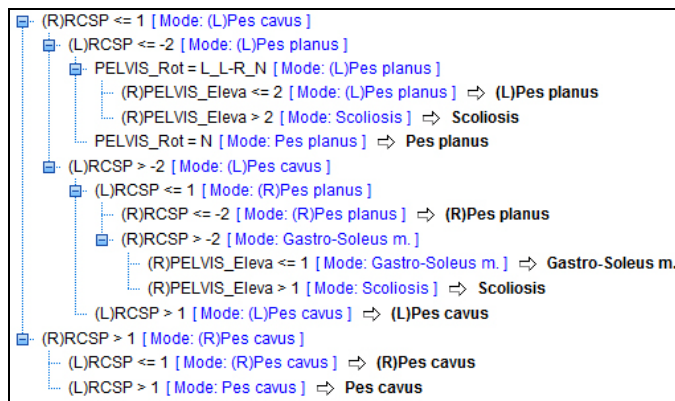 (R)RCSP <= 1 [ Mode: (L)Pes cavus ]
(L)RCSP <= -2 [ Mode: (L)Pes planus ]
PELVIS_Rot = L_L-R_N [ Mode: (L)Pes planus ]
(R)PELVIS_Eleva <= 2 [ Mode: (L)Pes planus ] ⇨ (L)Pes planus
(R)PELVIS_Eleva > 2 [ Mode: Scoliosis ] ⇨ Scoliosis
PELVIS_Rot = N [ Mode: Pes planus ] ⇨ Pes planus
(L)RCSP > -2 [ Mode: (L)Pes cavus ]
(L)RCSP <= 1 [ Mode: (R)Pes planus ]
(R)RCSP <= -2 [ Mode: (R)Pes planus ] ⇨ (R)Pes planus
(R)RCSP > -2 [ Mode: Gastro-Soleus m. ]
(R)PELVIS_Eleva <= 1 [ Mode: Gastro-Soleus m. ] ⇨ Gastro-Soleus m.
(R)PELVIS_Eleva > 1 [ Mode: Scoliosis ] ⇨ Scoliosis
(L)RCSP > 1 [ Mode: (L)Pes cavus ] ⇨ (L)Pes cavus
(R)RCSP > 1 [ Mode: (R)Pes cavus ]
(L)RCSP <= 1 [ Mode: (R)Pes cavus ] ⇨ (R)Pes cavus
(L)RCSP > 1 [ Mode: Pes cavus ] ⇨ Pes cavus